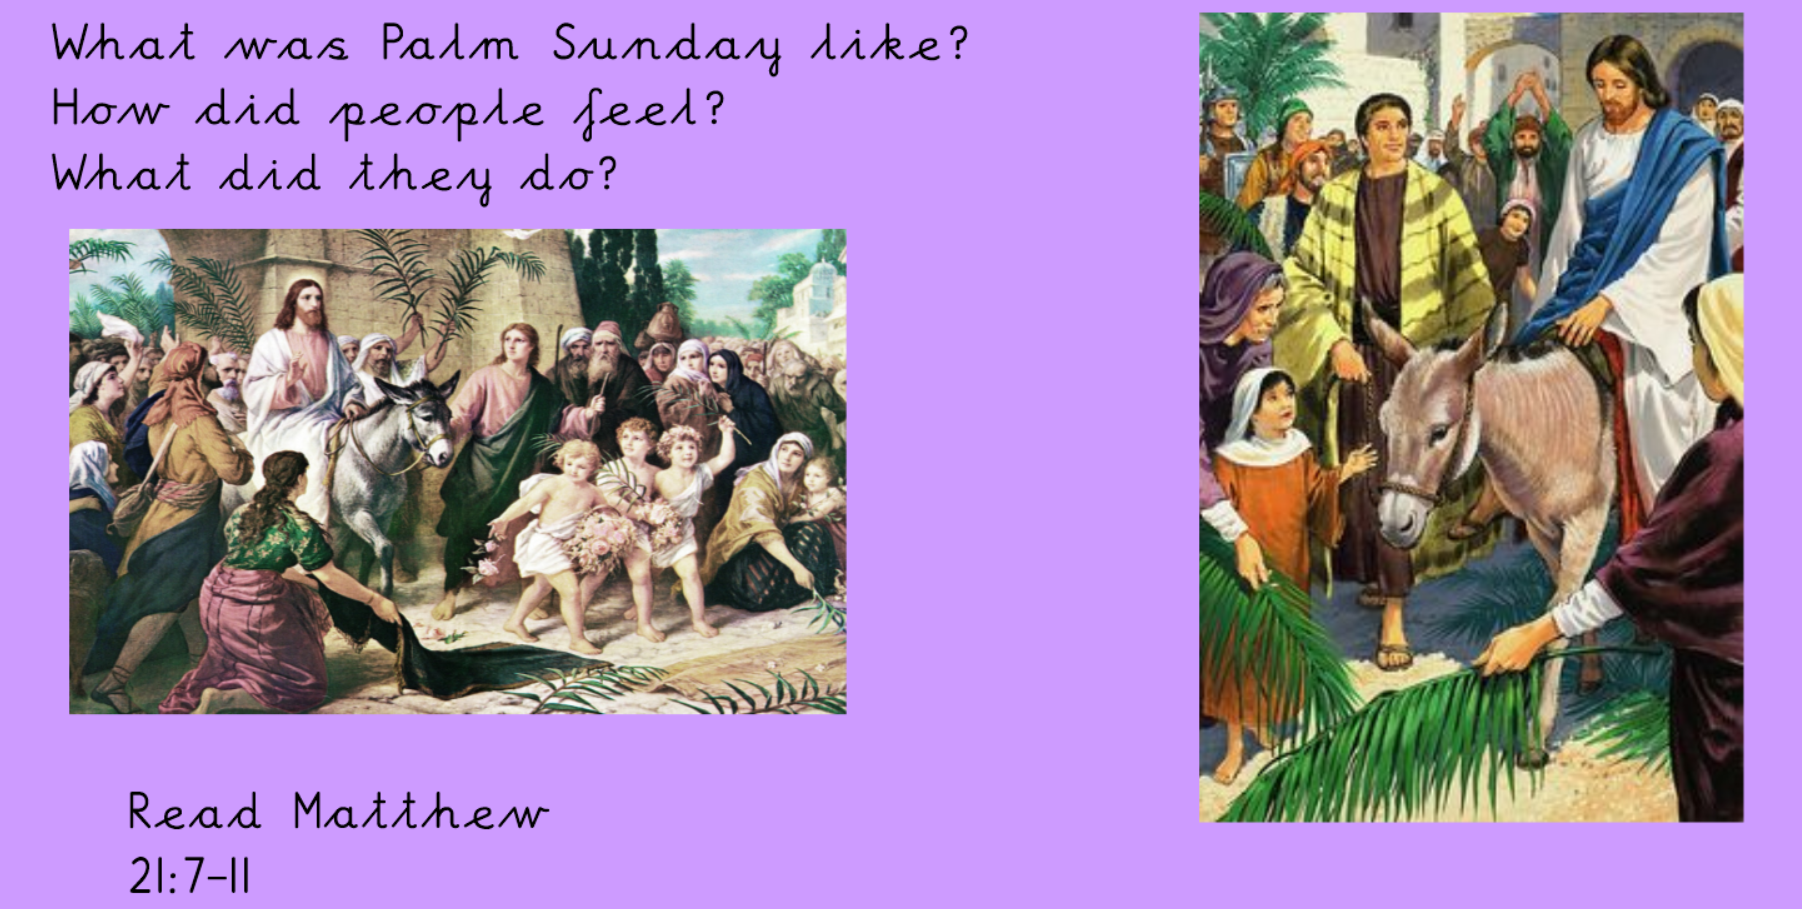 What was Palm Sunday like?
How did people feel?
What did they do?
Read Matthew
21:7-11